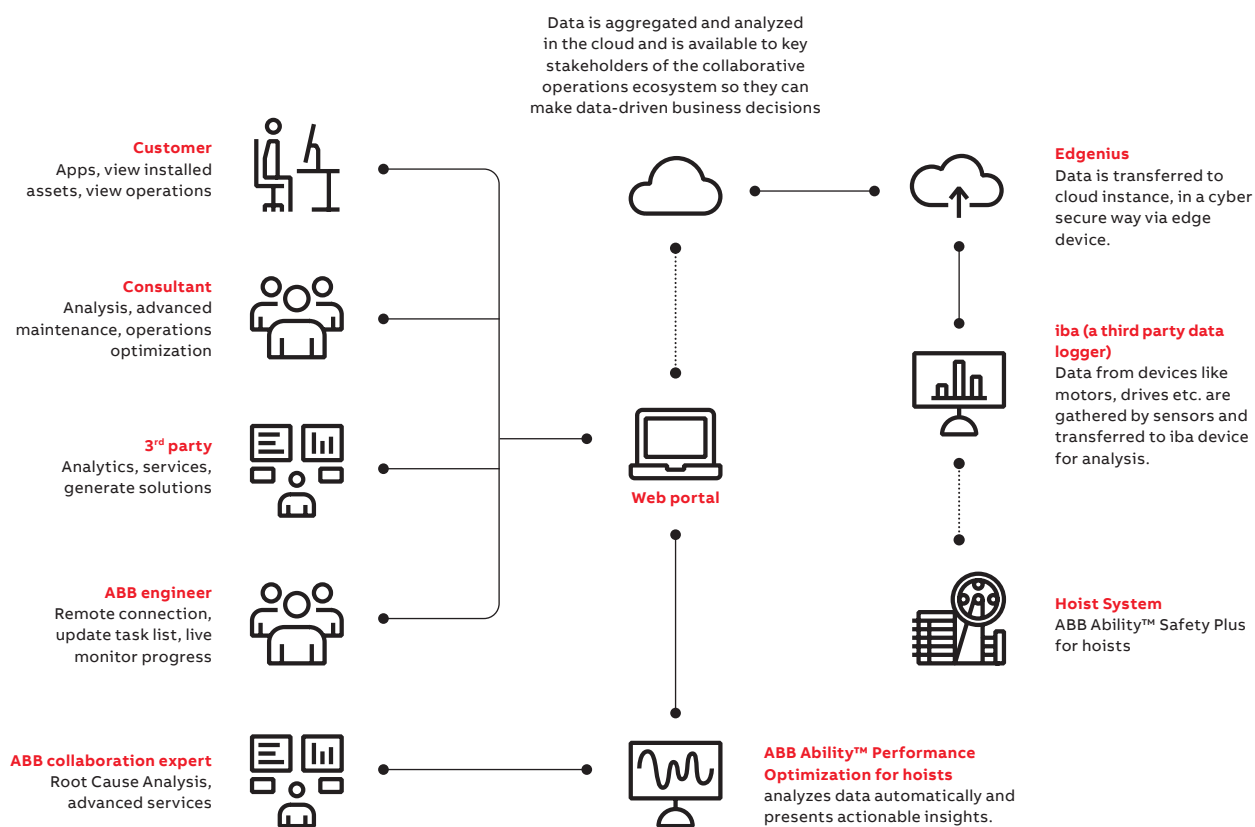 Data is aggregated and analyzed
in the cloud and is available to key
stakeholders of the collaborative
operations ecosystem so they can
make data-driven business decisions
Customer
Apps, view installed
assets, view operations
Consultant
Analysis, advanced
maintenance, operations
optimization
3rd party
Analytics, services,
generate solutions
ABB engineer
Remote connection,
update task list, live
monitor progress
ABB collaboration expert
Root Cause Analysis,
advanced services
Web portal
ABB Ability™ Performance
Optimization for hoists
analyzes data automatically and
presents actionable insights.
Edgenius
Data is transferred to
cloud instance, in a cyber
secure way via edge
device.
iba (a third party data
logger)
Data from devices like
motors, drives etc. are
gathered by sensors and
transferred to iba device
for analysis.
Hoist System
ABB Ability™ Safety Plus
for hoists